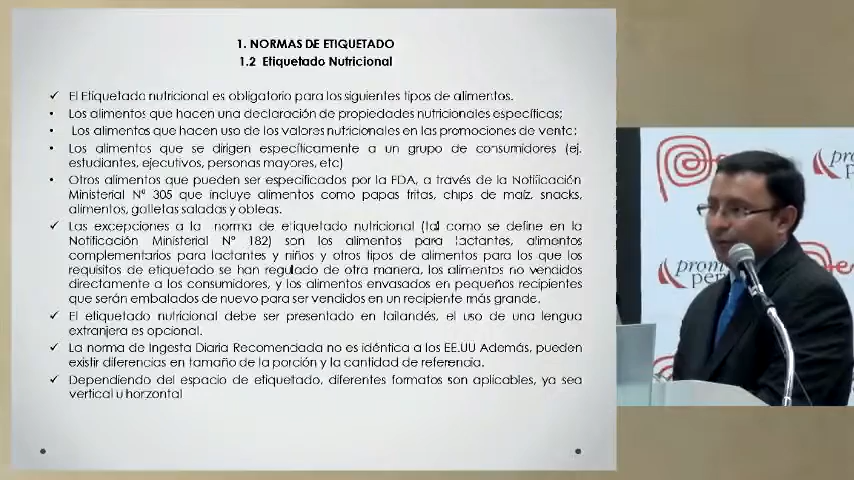 1. NORMAS DE ETIQUETADO
1.2 Etiquetado Nutricional
✓ El Etiquetado nutricional es obligatorio para los siguientes tipos de alimentos.
• Los alimentos que hacen una declaración de propiedades nutricionales específicas;
• Los alimentos que hacen uso de los valores nutricionales en las promociones de venta;
• Los alimentos que se dirigen específicamente a un grupo de consumidores (ej.
estudiantes, ejecutivos, personas mayores, etc)
• Otros alimentos que pueden ser especificados por la FDA, a través de la Notificación
Ministerial N° 305 que incluye alimentos como papas fritas, chips de maíz, snacks,
alimentos, galletas saladas y obleas.
✓ Las excepciones a la norma de etiquetado nutricional (tal como se define en la
Notificación Ministerial N° 182) son los alimentos para lactantes, alimentos
complementarios para lactantes y niños y otros tipos de alimentos para los que los
requisitos de etiquetado se han regulado de otra manera, los alimentos no vendidos
directamente a los consumidores, y los alimentos envasados en pequeños recipientes
que serán embalados de nuevo para ser vendidos en un recipiente más grande.
✓ El etiquetado nutricional debe ser presentado en tailandés, el uso de una lengua
extranjera es opcional.
✓ La norma de Ingesta Diaria Recomendada no es idéntica a los EE.UU Además, pueden
existir diferencias en tamaño de la porción y la cantidad de referencia.
✓ Dependiendo del espacio de etiquetado, diferentes formatos son aplicables, ya sea
vertical u horzontal
prom
per